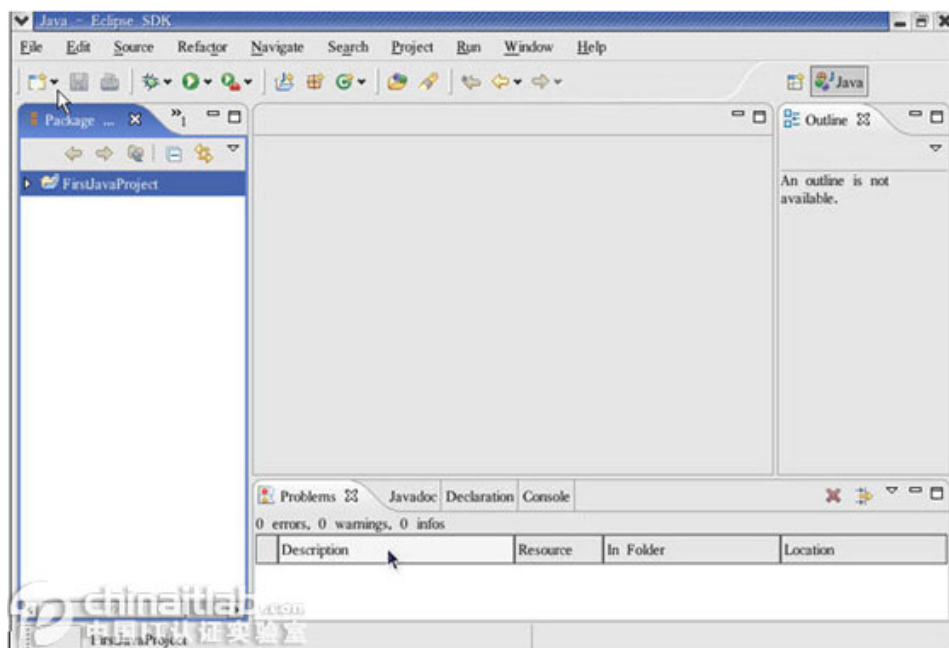 Java - Eclipse SDK
File Edit Source Refactor Navigate Search Project Run Window Help
Java
Package ... »1
Outline
FirstJavaProject
An outline is not
available.
Problems Javadoc Declaration Console
0 errors, 0 warnings, 0 infos
Description Resource In Folder Location
chinaitlab.com
中国IT认证实验室
FirstJavaProject